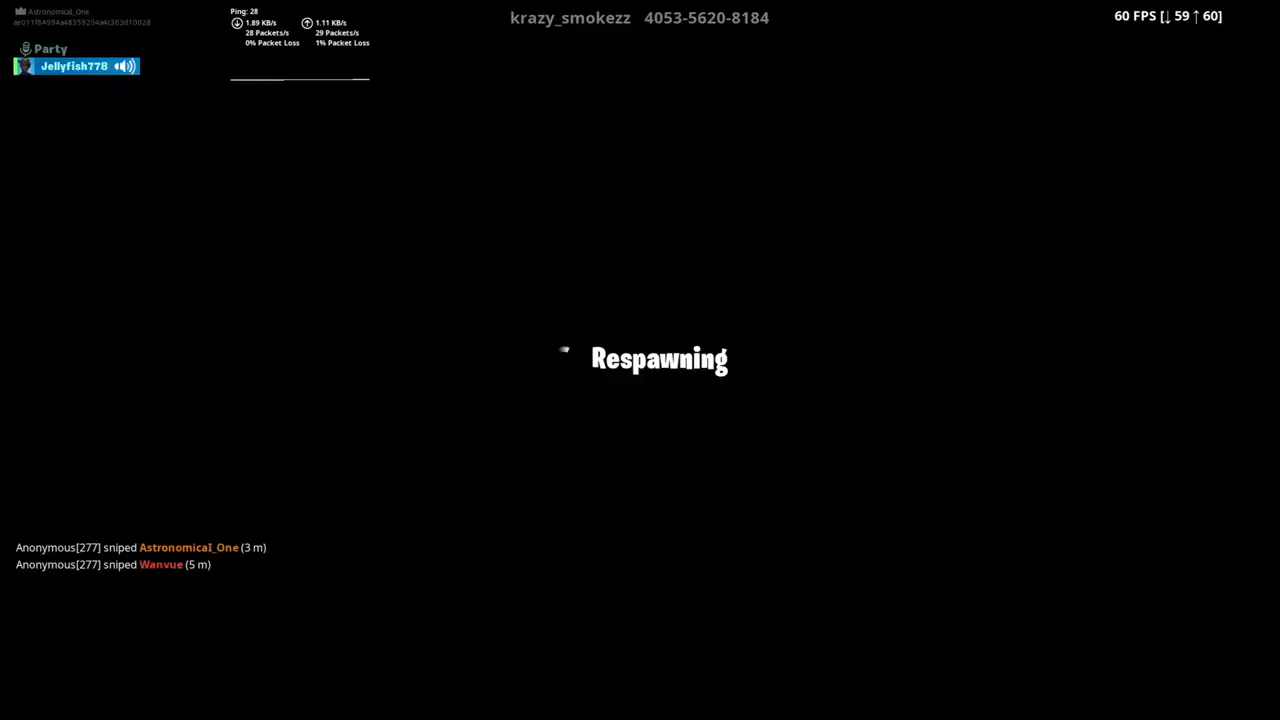 Astronomical_One
Party
Jellyfish778
Ping: 28
1.89 KB/s
1.11 KB/s
28 Packets/s
29 Packets/s
0% Packet Loss
1% Packet Loss
krazy_smokezz 4053-5620-8184
60 FPS [↓ 59 ↑ 60]
Respawning
Anonymous[277] sniped AstronomicaI_One (3 m)
Anonymous[277] sniped Wanvue (5 m)